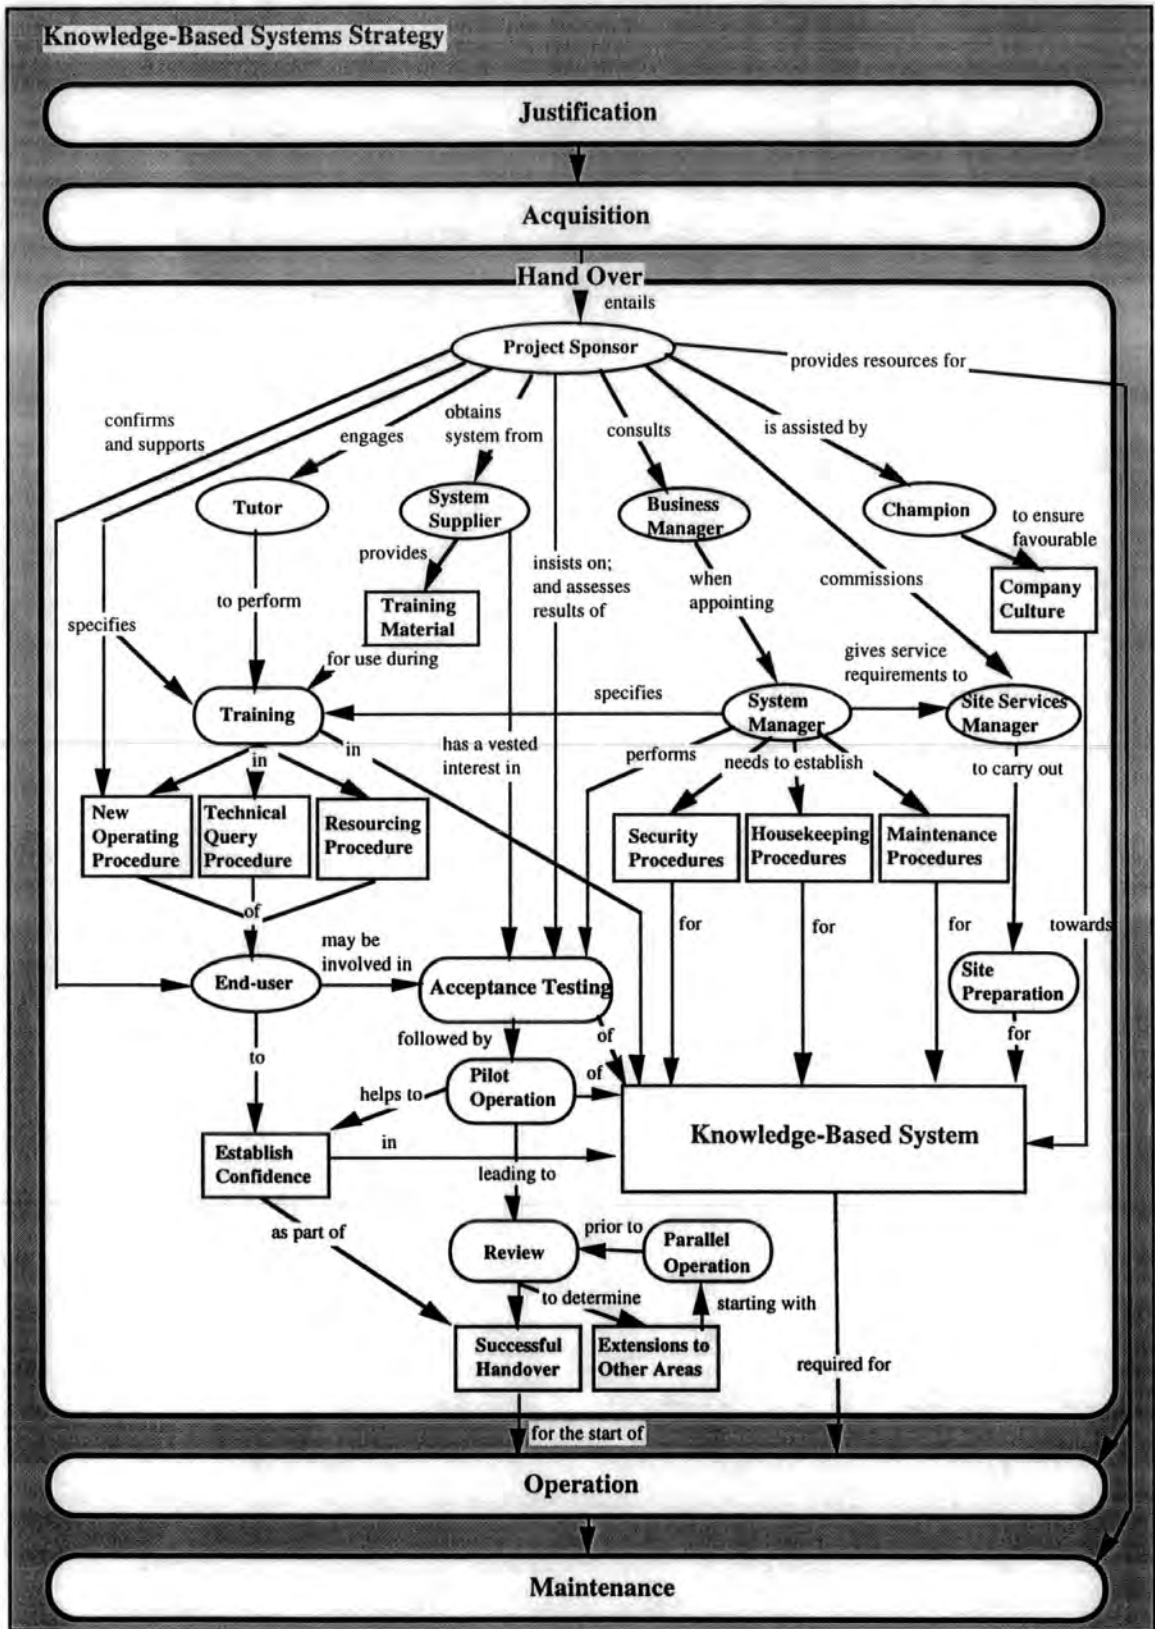 Knowledge-Based Systems Strategy
Justification
Acquisition
Hand Over
entails
Project Sponsor
provides resources for
confirms
and supports
engages
obtains
system from
consults
is assisted by
Tutor
System
Supplier
Business
Manager
Champion
to ensure
favourable
provides
insists on;
and assesses
results of
when
appointing
commissions
Company
Culture
to perform
Training
Material
specifies
for use during
gives service
requirements to
specifies
Training
System
Manager
Site Services
Manager
in
in
has a vested
interest in
performs
needs to establish
to carry out
New
Operating
Procedure
Technical
Query
Procedure
Resourcing
Procedure
Security
Procedures
Housekeeping
Procedures
Maintenance
Procedures
of
for
for
for
towards
may be
involved in
End-user
Acceptance Testing
Site
Preparation
followed by
of
for
to
Pilot
Operation
of
helps to
Knowledge-Based System
Establish
Confidence
in
leading to
as part of
Review
prior to
Parallel
Operation
to determine
starting with
Successful
Handover
Extensions to
Other Areas
required for
for the start of
Operation
Maintenance